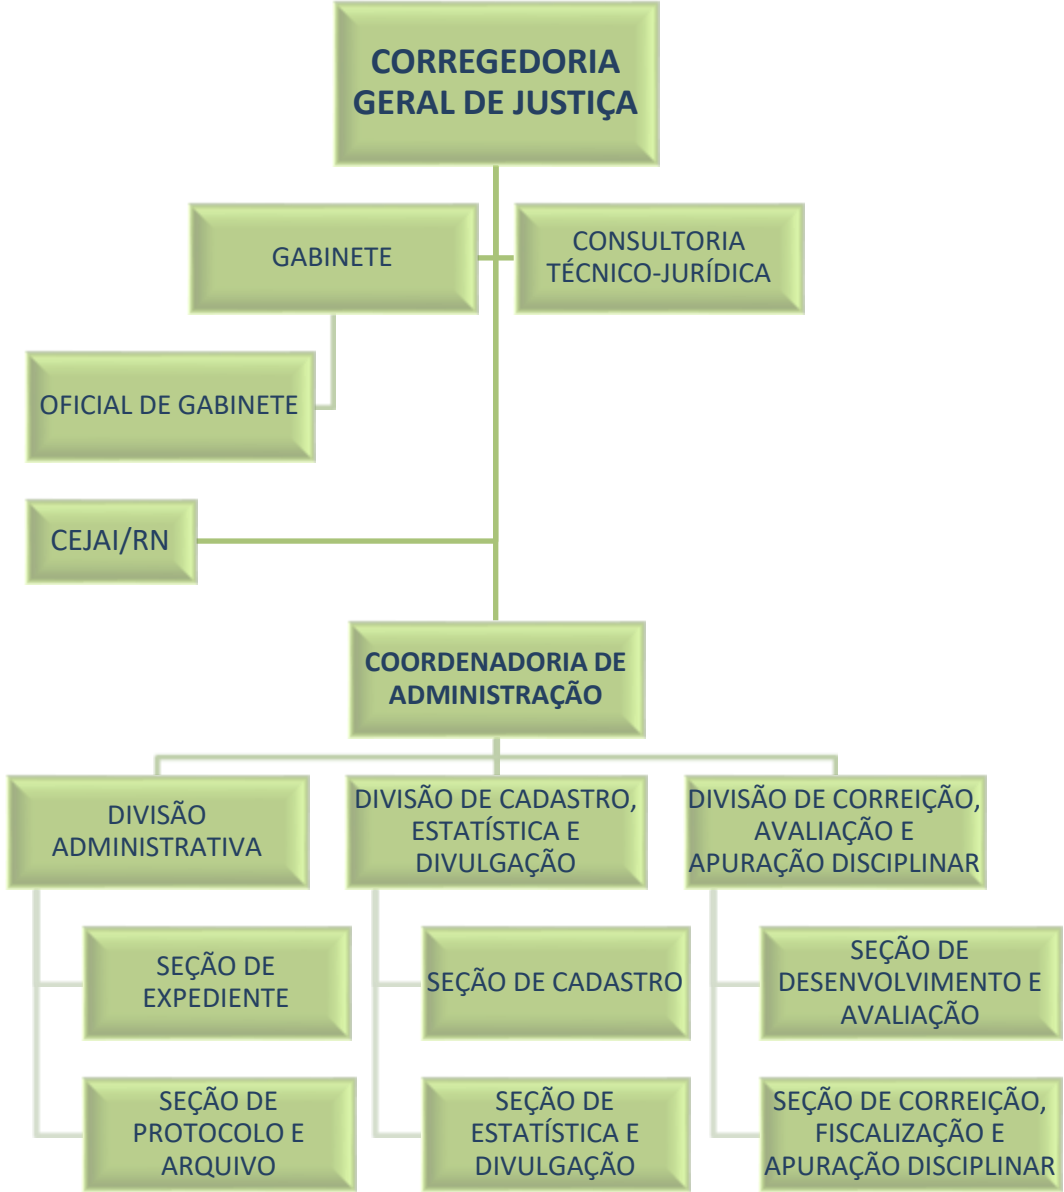 CORREGEDORIA
GERAL DE JUSTIÇA
GABINETE
CONSULTORIA
TÉCNICO-JURÍDICA
OFICIAL DE GABINETE
CEJAI/RN
COORDENADORIA DE
ADMINISTRAÇÃO
DIVISÃO
ADMINISTRATIVA
DIVISÃO DE CADASTRO,
ESTATÍSTICA E
DIVULGAÇÃO
DIVISÃO DE CORREIÇÃO,
AVALIAÇÃO E
APURAÇÃO DISCIPLINAR
SEÇÃO DE
EXPEDIENTE
SEÇÃO DE CADASTRO
SEÇÃO DE
DESENVOLVIMENTO E
AVALIAÇÃO
SEÇÃO DE
PROTOCOLO E
ARQUIVO
SEÇÃO DE
ESTATÍSTICA E
DIVULGAÇÃO
SEÇÃO DE CORREIÇÃO,
FISCALIZAÇÃO E
APURAÇÃO DISCIPLINAR